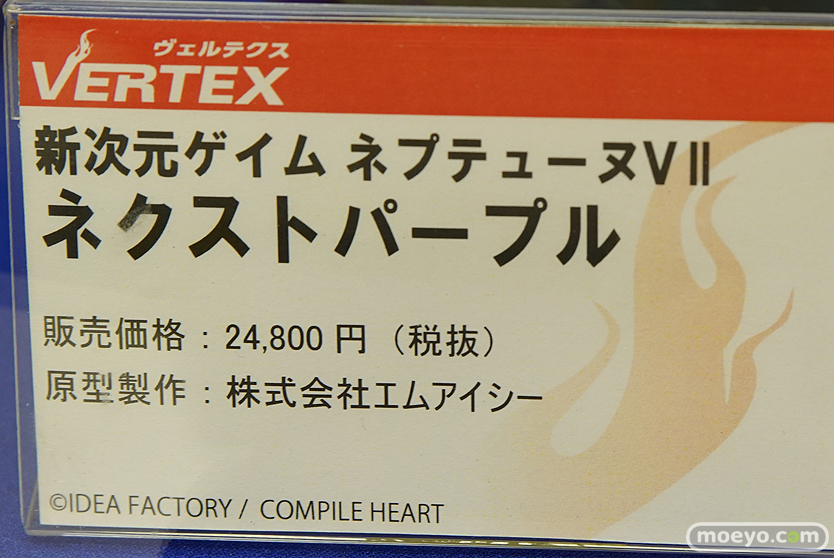 ヴェルテクス
VERTEX
新次元ゲイム ネプテューヌVⅡ
ネクストパープル
販売価格：24,800 円（税抜）
原型製作：株式会社エムアイシー
©IDEA FACTORY / COMPILE HEART
moeyo.com